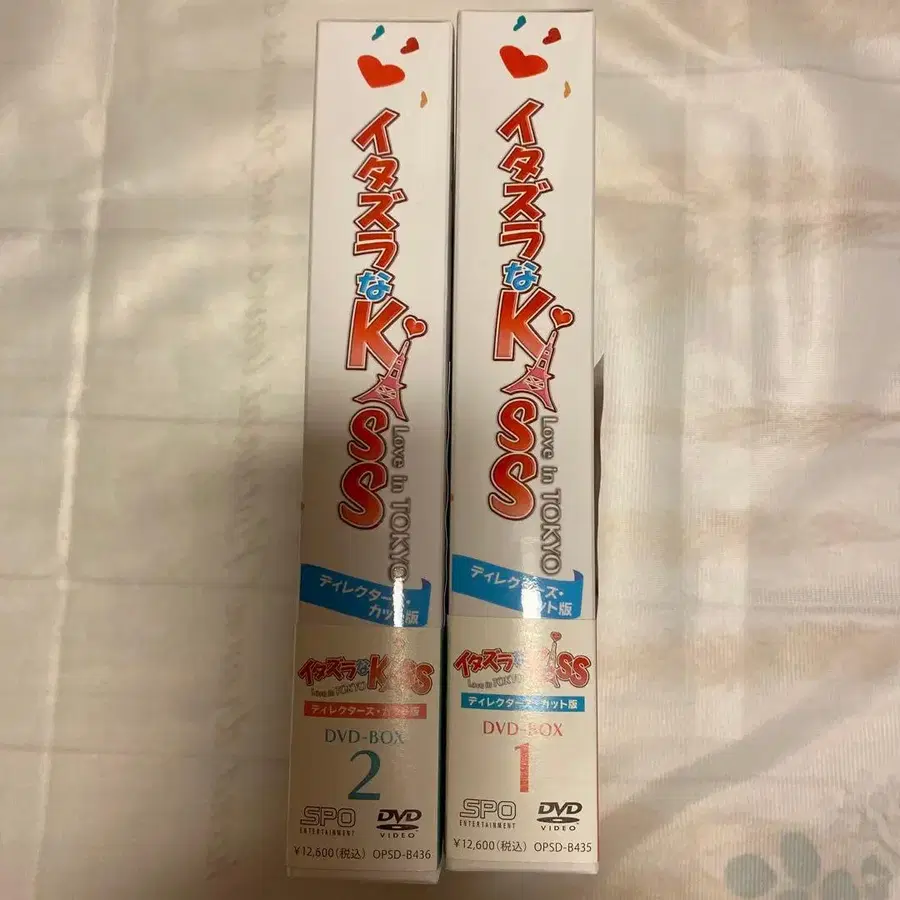 イタズラなKiSS
Love in TOKYO
ディレクターズ・
カット版
イタズラなKiSS
Love in TOKYO
ディレクターズ・カット版
DVD-BOX
2
SPO
ENTERTAINMENT
DVD
VIDEO
¥12,600(税込) OPSD-B436
イタズラなKiSS
Love in TOKYO
ディレクターズ・
カット版
イタズラなKiSS
Love in TOKYO
ディレクターズ・カット版
DVD-BOX
1
SPO
ENTERTAINMENT
DVD
VIDEO
¥12,600(税込) OPSD-B435